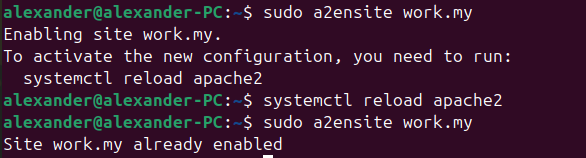 alexander@alexander-PC:~$ sudo a2ensite work.my
Enabling site work.my.
To activate the new configuration, you need to run:
  systemctl reload apache2
alexander@alexander-PC:~$ systemctl reload apache2
alexander@alexander-PC:~$ sudo a2ensite work.my
Site work.my already enabled